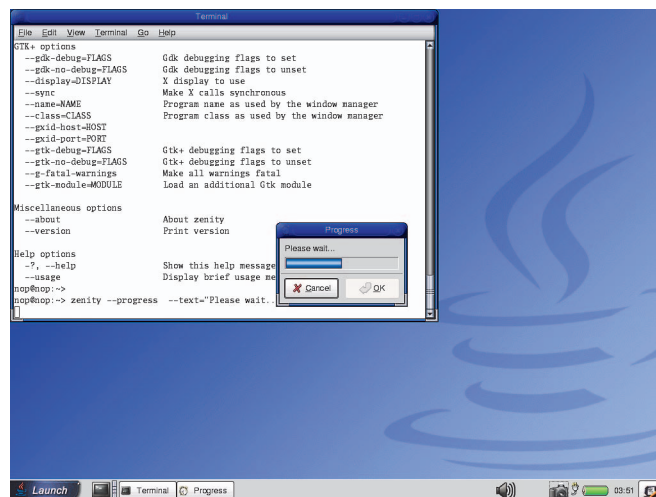 Terminal
File Edit View Terminal Go Help
GTK+ options
--gdk-debug=FLAGS Gdk debugging flags to set
--gdk-no-debug=FLAGS Gdk debugging flags to unset
--display=DISPLAY X display to use
--sync Make X calls synchronous
--name=NAME Program name as used by the window manager
--class=CLASS Program class as used by the window manager
--gxid-host=HOST
--gxid-port=PORT
--gtk-debug=FLAGS Gtk+ debugging flags to set
--gtk-no-debug=FLAGS Gtk+ debugging flags to unset
--g-fatal-warnings Make all warnings fatal
--gtk-module=MODULE Load an additional Gtk module
Miscellaneous options
--about About zenity
--version Print version
Help options
-?, --help Show this help message
--usage Display brief usage me
nop@nop:~>
nop@nop:~> zenity --progress --text="Please wait..
Progress
Please wait...
Cancel OK
Launch Terminal Progress 03:51